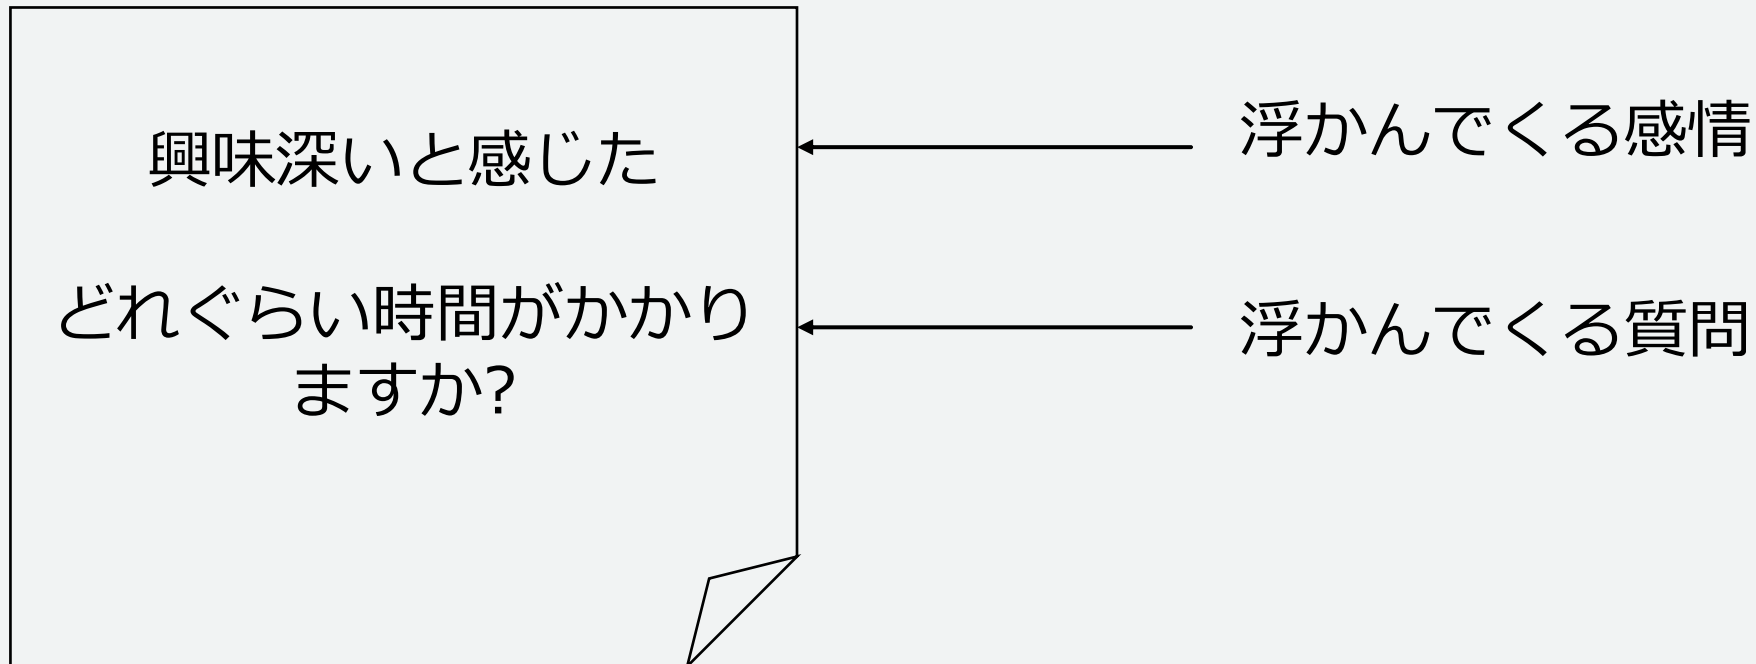 興味深いと感じた
どれぐらい時間がかかり
ますか?
浮かんでくる感情
浮かんでくる質問